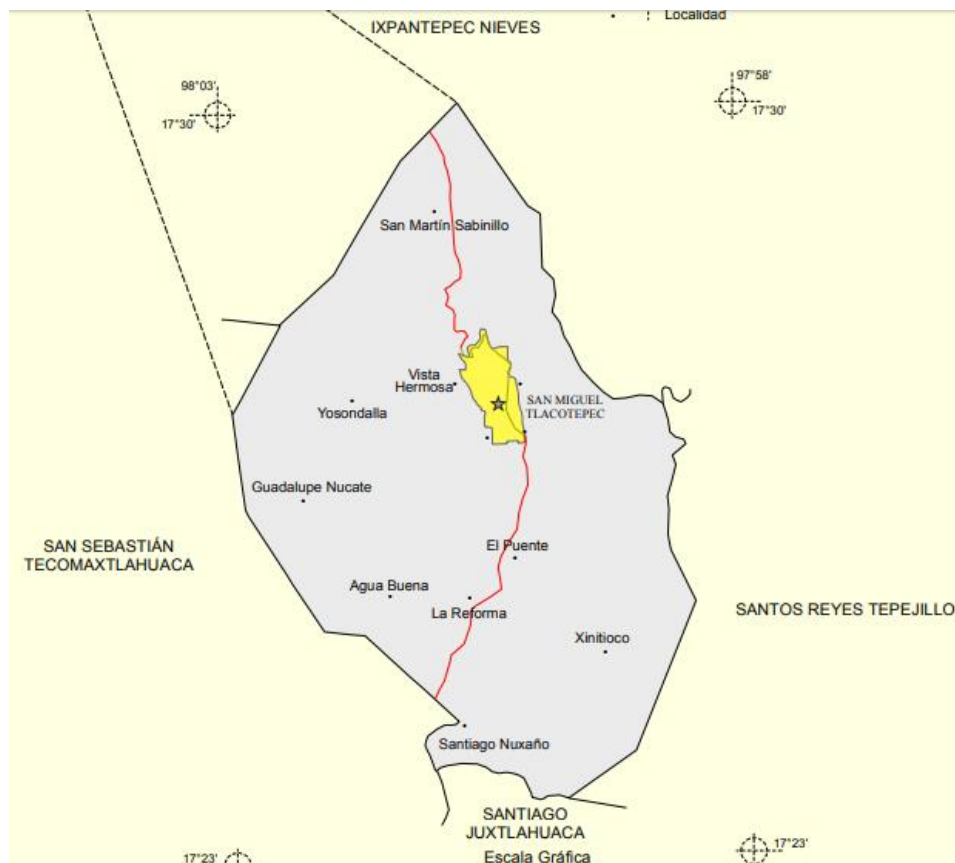 Localidad
IXPANTEPEC NIEVES
98°03'
97°58'
17°30'
17°30'
San Martín Sabinillo
Vista
Hermosa
SAN MIGUEL
TLACOTEPEC
Yosondalla
Guadalupe Nucate
SAN SEBASTIÁN
TECOMAXTLAHUACA
El Puente
Agua Buena
La Reforma
SANTOS REYES TEPEJILLO
Xinitioco
Santiago Nuxaño
SANTIAGO
JUXTLAHUACA
17°23'
17°23'
Escala Gráfica